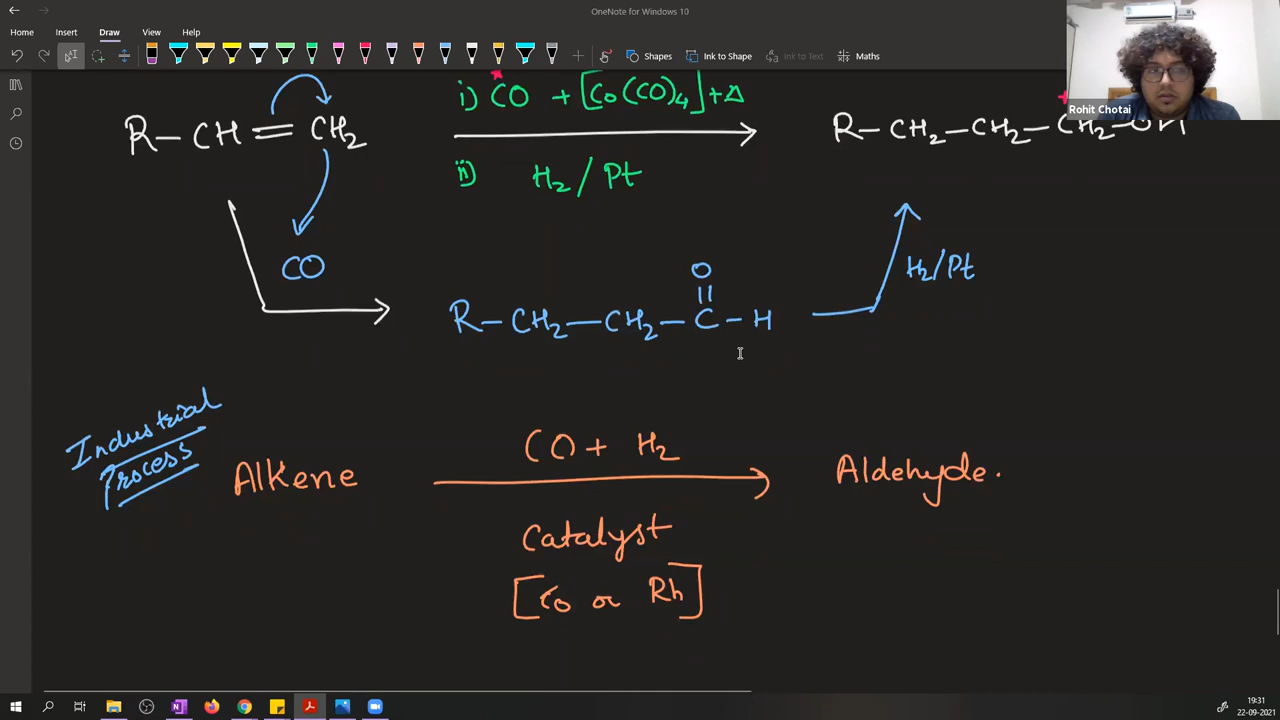 OneNote for Windows 10
Home Insert Draw View Help
Shapes Ink to Shape Ink to Text Maths
Rohit Chotai
i) CO + [Co(CO)4] + Δ
R–CH=CH2
R–CH2–CH2–CH2–OH
ii) H2/Pt
CO
H2/Pt
O
R–CH2–CH2–C–H
Industrial
Process
CO + H2
Alkene
Aldehyde.
Catalyst
[Co or Rh]
19:31
22-09-2021